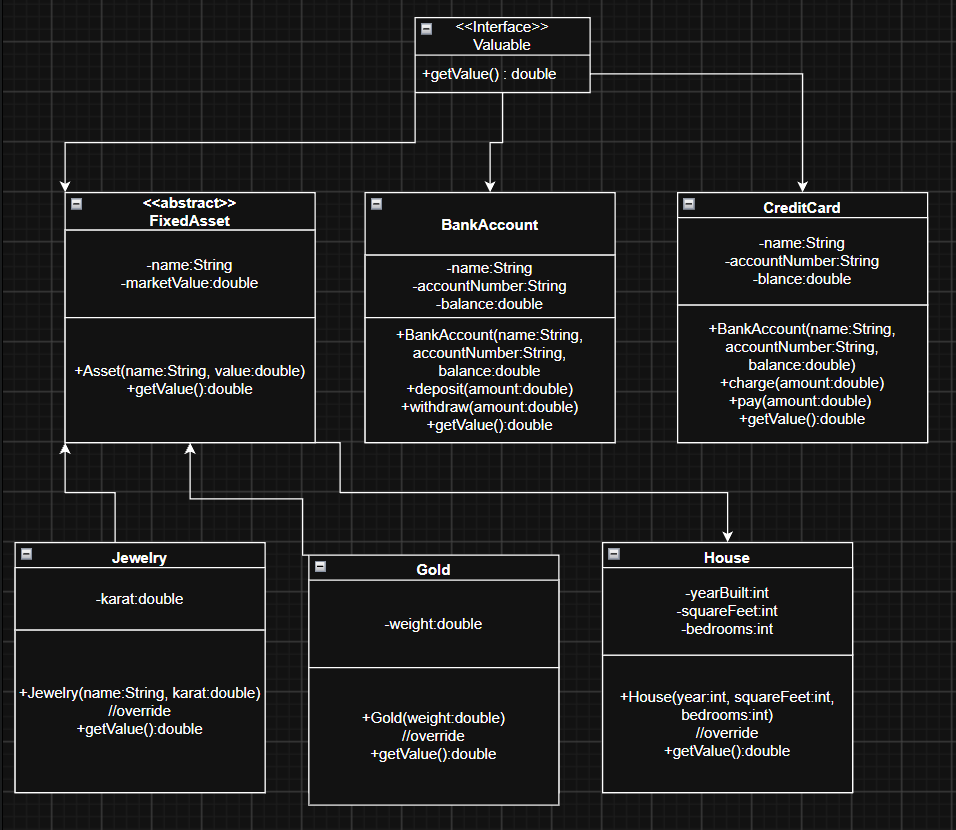 <<Interface>>
Valuable
+getValue() : double
<<abstract>>
FixedAsset
-name:String
-marketValue:double
+Asset(name:String, value:double)
+getValue():double
BankAccount
-name:String
-accountNumber:String
-balance:double
+BankAccount(name:String,
accountNumber:String,
balance:double
+deposit(amount:double)
+withdraw(amount:double)
+getValue():double
CreditCard
-name:String
-accountNumber:String
-blance:double
+BankAccount(name:String,
accountNumber:String,
balance:double)
+charge(amount:double)
+pay(amount:double)
+getValue():double
Jewelry
-karat:double
+Jewelry(name:String, karat:double)
//override
+getValue():double
Gold
-weight:double
+Gold(weight:double)
//override
+getValue():double
House
-yearBuilt:int
-squareFeet:int
-bedrooms:int
+House(year:int, squareFeet:int,
bedrooms:int)
//override
+getValue():double